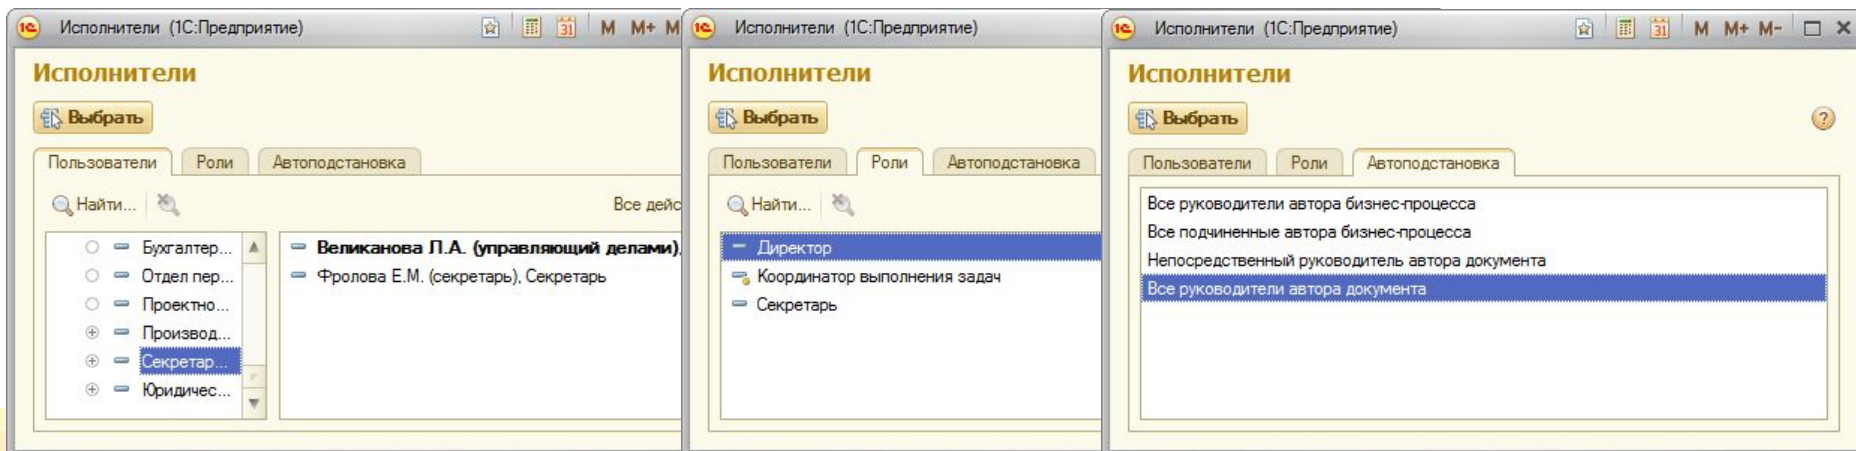 Исполнители (1С:Предприятие)
31 M M+ M
Исполнители
Выбрать
Пользователи Роли Автоподстановка
Найти... Все дейс
Бухгалтер...
Отдел пер...
Проектно...
Производ...
Секретар...
Юридичес...
Великанова Л.А. (управляющий делами),
Фролова Е.М. (секретарь), Секретарь
Исполнители (1С:Предприятие)
Исполнители
Выбрать
Пользователи Роли Автоподстановка
Найти...
Директор
Координатор выполнения задач
Секретарь
Исполнители (1С:Предприятие)
31 M M+ M-
Исполнители
Выбрать
?
Пользователи Роли Автоподстановка
Все руководители автора бизнес-процесса
Все подчиненные автора бизнес-процесса
Непосредственный руководитель автора документа
Все руководители автора документа